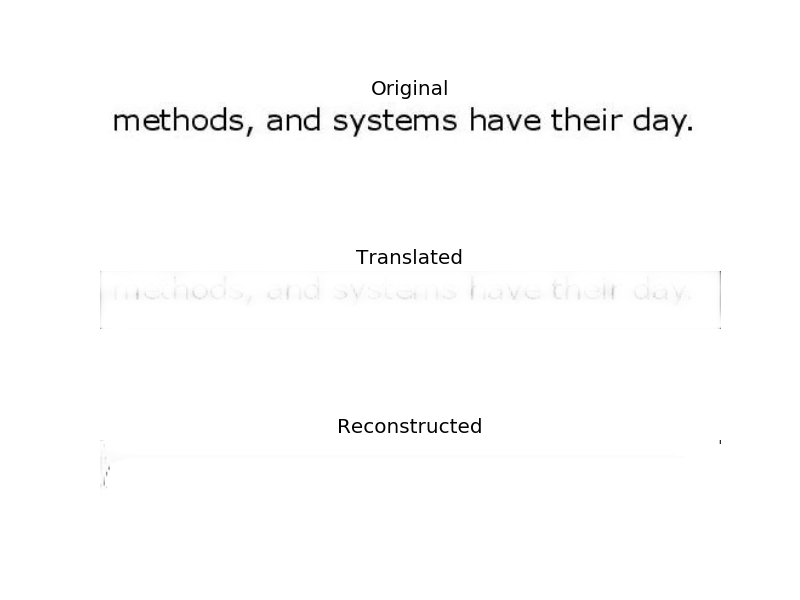 Original
methods, and systems have their day.
Translated
methods, and systems have their day.
Reconstructed